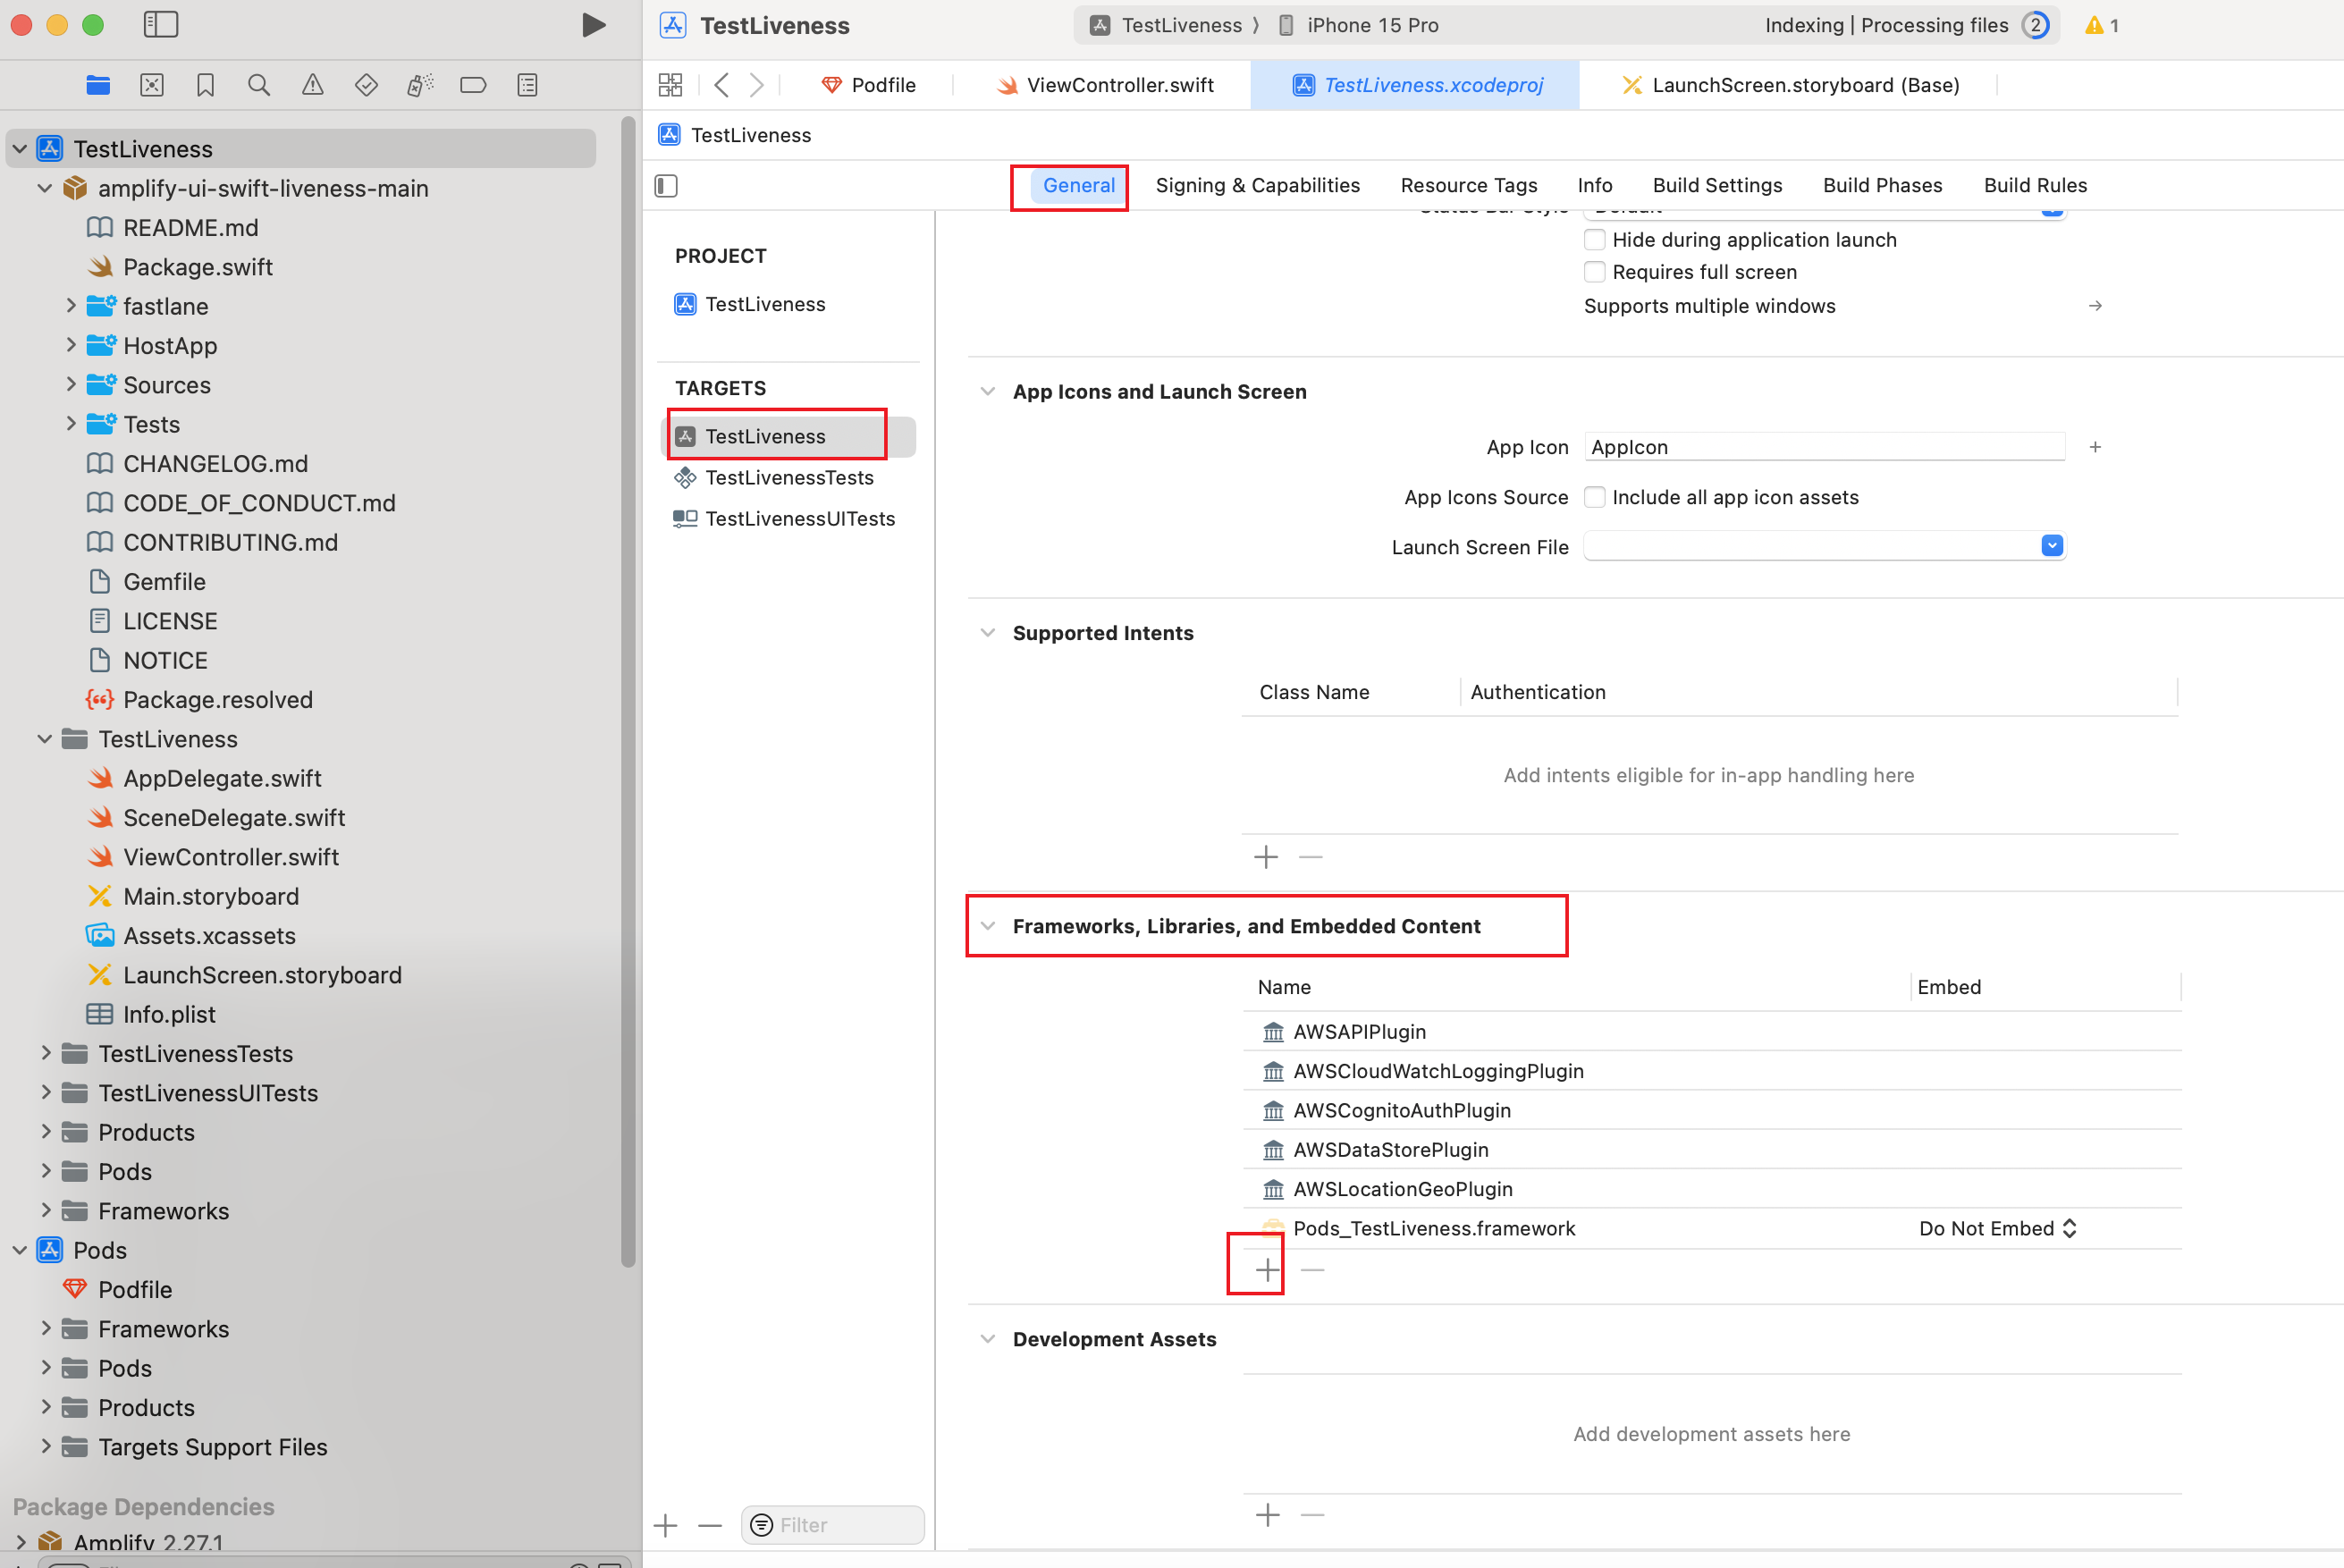 TestLiveness
TestLiveness 〉 iPhone 15 Pro
Indexing | Processing files 2
1
Podfile
ViewController.swift
TestLiveness.xcodeproj
LaunchScreen.storyboard (Base)
TestLiveness
General
Signing & Capabilities
Resource Tags
Info
Build Settings
Build Phases
Build Rules
TestLiveness
amplify-ui-swift-liveness-main
README.md
Package.swift
fastlane
HostApp
Sources
Tests
CHANGELOG.md
CODE_OF_CONDUCT.md
CONTRIBUTING.md
Gemfile
LICENSE
NOTICE
Package.resolved
TestLiveness
AppDelegate.swift
SceneDelegate.swift
ViewController.swift
Main.storyboard
Assets.xcassets
LaunchScreen.storyboard
Info.plist
TestLivenessTests
TestLivenessUITests
Products
Pods
Frameworks
Pods
Podfile
Frameworks
Pods
Products
Targets Support Files
Package Dependencies
Amplify 2.27.1
PROJECT
TestLiveness
TARGETS
TestLiveness
TestLivenessTests
TestLivenessUITests
Filter
Status Bar Style Default
Hide during application launch
Requires full screen
Supports multiple windows
App Icons and Launch Screen
App Icon AppIcon
App Icons Source Include all app icon assets
Launch Screen File
Supported Intents
Class Name Authentication
Add intents eligible for in-app handling here
Frameworks, Libraries, and Embedded Content
Name Embed
AWSAPIPlugin
AWSCloudWatchLoggingPlugin
AWSCognitoAuthPlugin
AWSDataStorePlugin
AWSLocationGeoPlugin
Pods_TestLiveness.framework Do Not Embed
Development Assets
Add development assets here